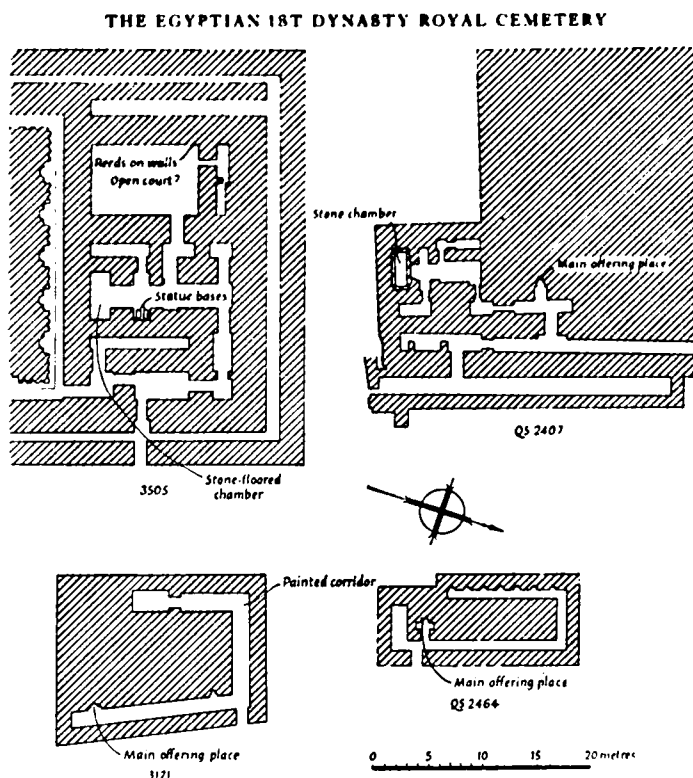 THE EGYPTIAN 1ST DYNASTY ROYAL CEMETERY
Reeds on walls
Open court?
Statue bases
Stone-floored
chamber
3505
Stone chamber
Main offering place
QS 2407
Painted corridor
Main offering place
3121
Main offering place
QS 2464
0 5 10 15 20 metres